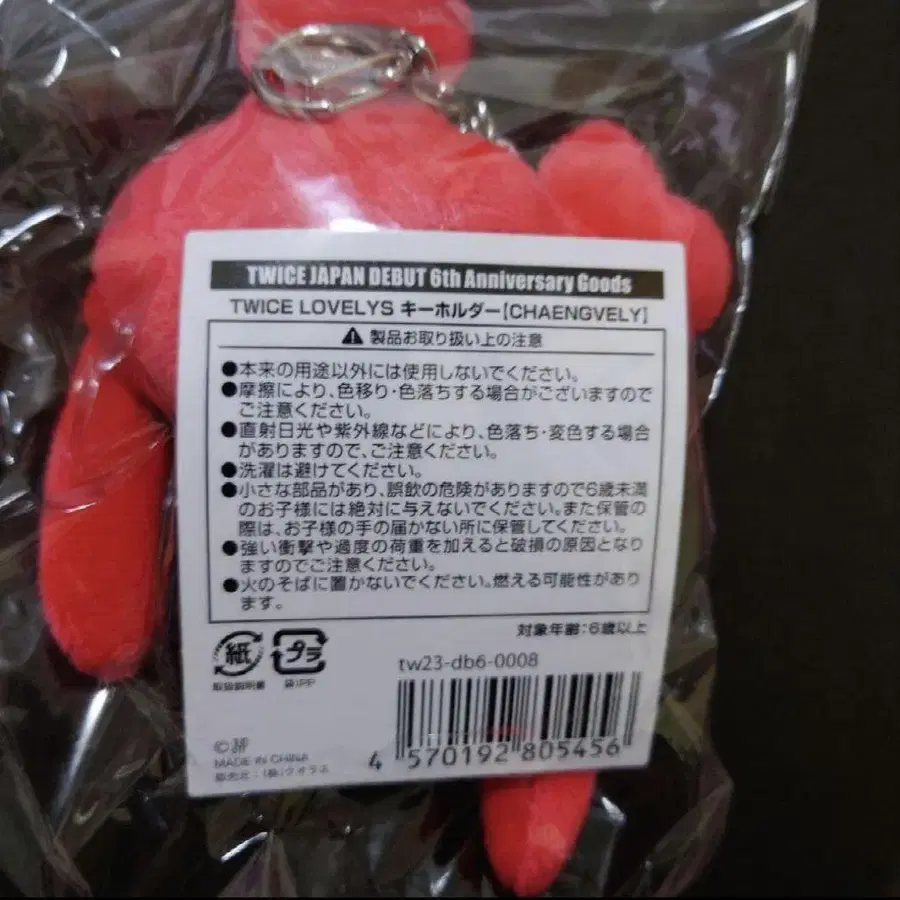 TWICE JAPAN DEBUT 6th Anniversary Goods
TWICE LOVELYS キーホルダー[CHAENGVELY]
製品お取り扱い上の注意
●本来の用途以外には使用しないでください。
●摩擦により、色移り・色落ちする場合がございますので
ご注意ください。
●直射日光や紫外線などにより、色落ち・変色する場合
がありますので、ご注意ください。
●洗濯は避けてください。
●小さな部品があり、誤飲の危険がありますので6歳未満
のお子様には絶対に与えないでください。また保管の
際は、お子様の手の届かない所に保管してください。
●強い衝撃や過度の荷重を加えると破損の原因となり
ますのでご注意ください。
●火のそばに置かないでください。燃える可能性があり
ます。
対象年齢:6歳以上
紙 プラ
取扱説明書 袋:PP
tw23-db6-0008
4 570192 805456
MADE IN CHINA